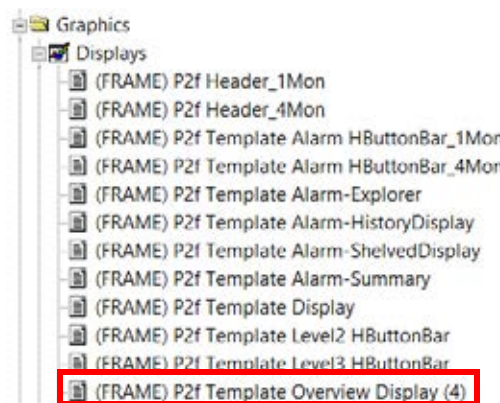 Graphics
Displays
(FRAME) P2f Header_1Mon
(FRAME) P2f Header_4Mon
(FRAME) P2f Template Alarm HButtonBar_1Mon
(FRAME) P2f Template Alarm HButtonBar_4Mon
(FRAME) P2f Template Alarm-Explorer
(FRAME) P2f Template Alarm-HistoryDisplay
(FRAME) P2f Template Alarm-ShelvedDisplay
(FRAME) P2f Template Alarm-Summary
(FRAME) P2f Template Display
(FRAME) P2f Template Level2 HButtonBar
(FRAME) P2f Template Level3 HButtonBar
(FRAME) P2f Template Overview Display (4)